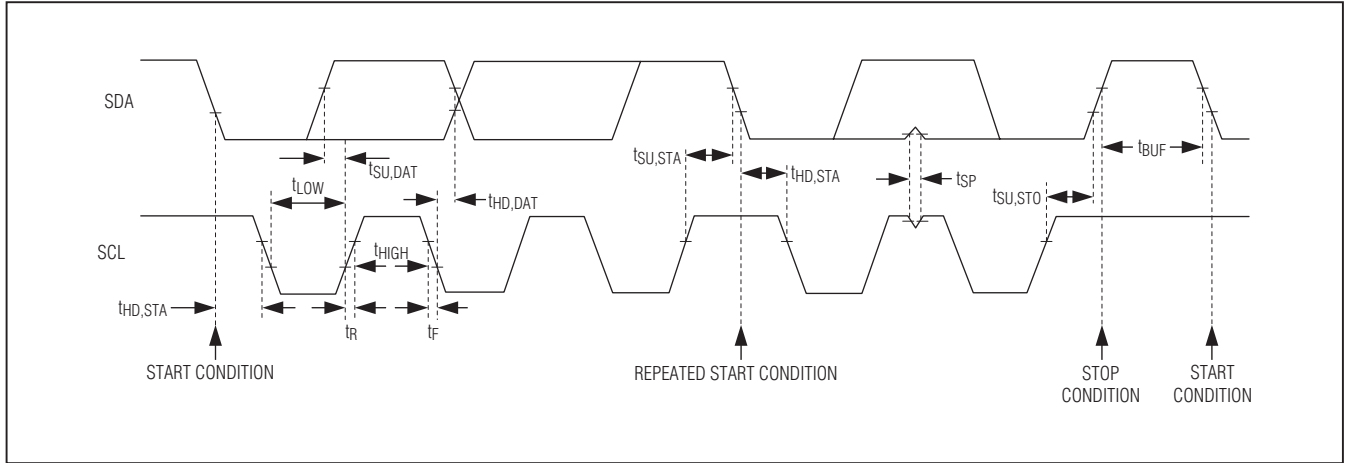 SDA
tSU,STA
tBUF
tSU,DAT
tHD,STA
tSP
tLOW
tHD,DAT
tSU,STO
SCL
tHIGH
tHD,STA
tR
tF
START CONDITION
REPEATED START CONDITION
STOP
CONDITION
START
CONDITION